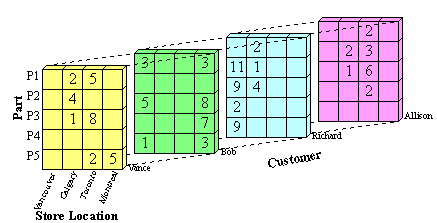 P1 2 5
P2 4
P3 1 8
P4
P5 2 5
Part
Vancouver
Calgary
Toronto
Montreal
Store Location
Vance
3 3
5 8
7
1 3
Bob
2
11 1
9 4
2
9
Richard
2
2 3
1 6
2
Allison
Customer